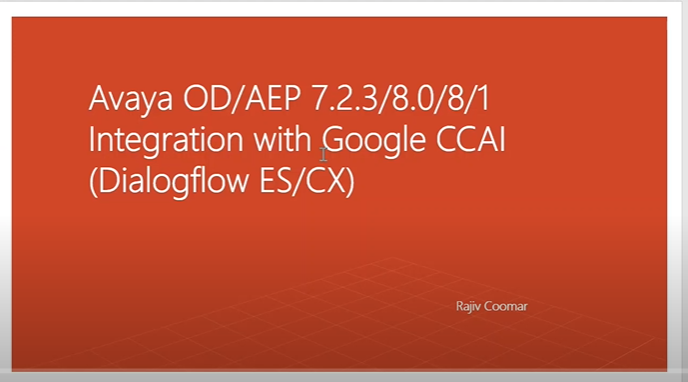 Avaya OD/AEP 7.2.3/8.0/8/1
Integration with Google CCAI
(Dialogflow ES/CX)
Rajiv Coomar